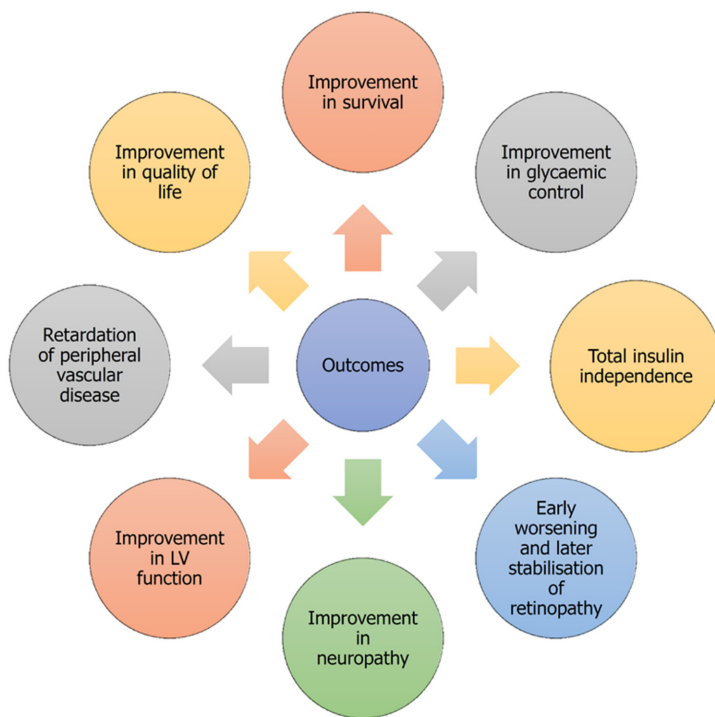 Improvement
in survival
Improvement
in glycaemic
control
Total insulin
independence
Early
worsening
and later
stabilisation
of
retinopathy
Improvement
in
neuropathy
Improvement
in LV
function
Retardation
of peripheral
vascular
disease
Improvement
in quality of
life
Outcomes